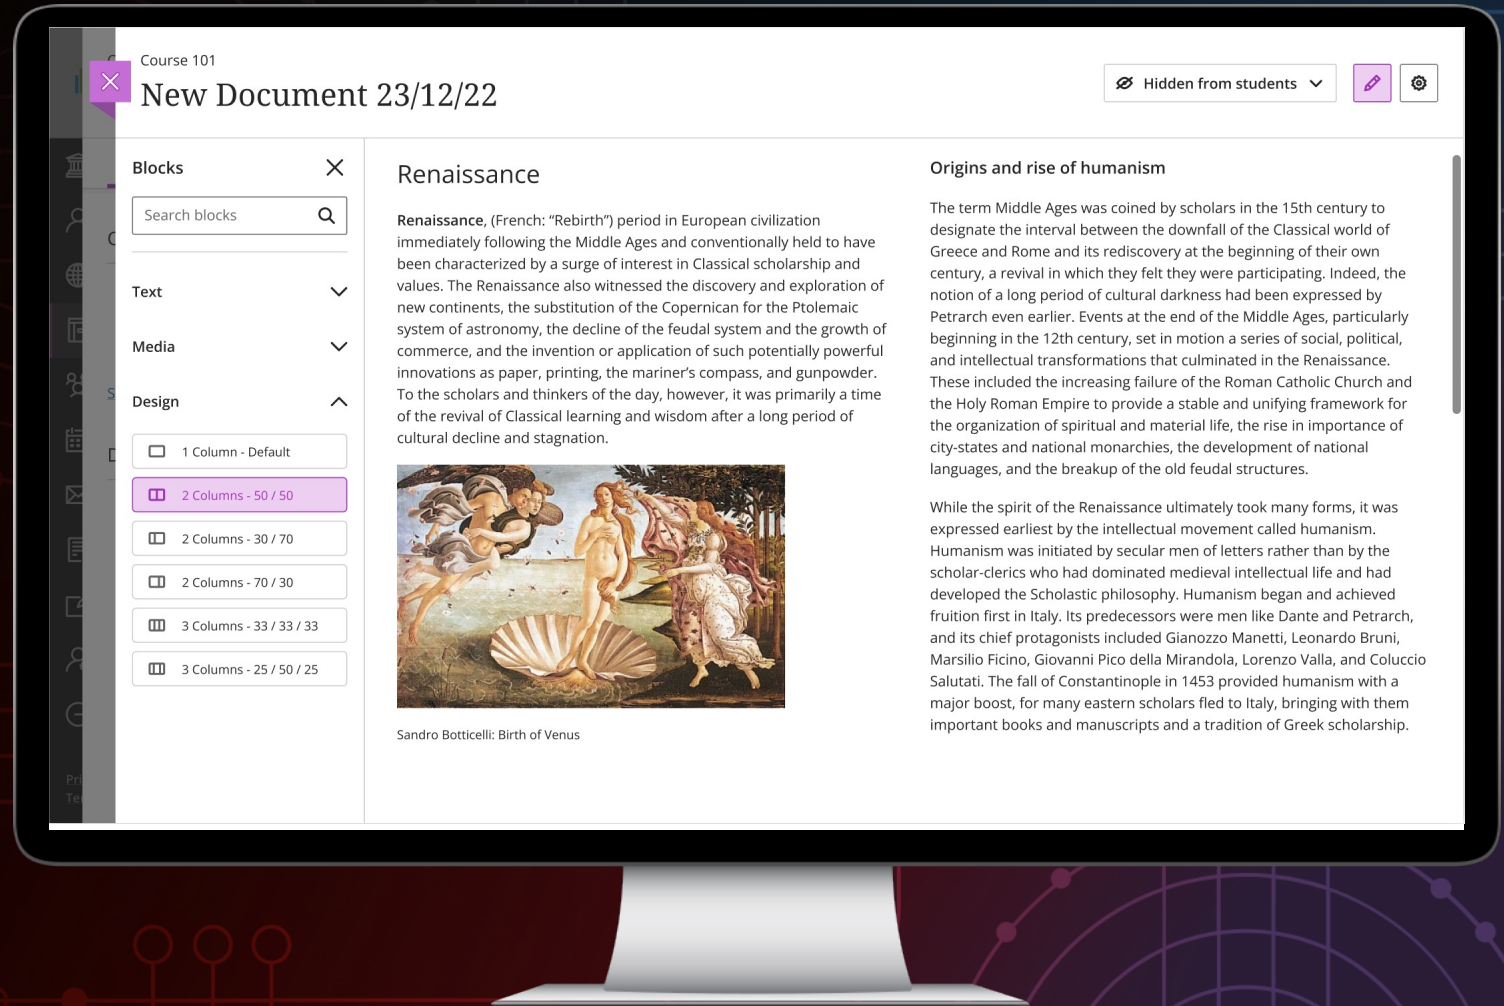 Course 101
New Document 23/12/22
Hidden from students
Blocks
Search blocks
Text
Media
Design
1 Column - Default
2 Columns - 50 / 50
2 Columns - 30 / 70
2 Columns - 70 / 30
3 Columns - 33 / 33 / 33
3 Columns - 25 / 50 / 25
Renaissance
Renaissance, (French: “Rebirth”) period in European civilization
immediately following the Middle Ages and conventionally held to have
been characterized by a surge of interest in Classical scholarship and
values. The Renaissance also witnessed the discovery and exploration of
new continents, the substitution of the Copernican for the Ptolemaic
system of astronomy, the decline of the feudal system and the growth of
commerce, and the invention or application of such potentially powerful
innovations as paper, printing, the mariner’s compass, and gunpowder.
To the scholars and thinkers of the day, however, it was primarily a time
of the revival of Classical learning and wisdom after a long period of
cultural decline and stagnation.
Sandro Botticelli: Birth of Venus
Origins and rise of humanism
The term Middle Ages was coined by scholars in the 15th century to
designate the interval between the downfall of the Classical world of
Greece and Rome and its rediscovery at the beginning of their own
century, a revival in which they felt they were participating. Indeed, the
notion of a long period of cultural darkness had been expressed by
Petrarch even earlier. Events at the end of the Middle Ages, particularly
beginning in the 12th century, set in motion a series of social, political,
and intellectual transformations that culminated in the Renaissance.
These included the increasing failure of the Roman Catholic Church and
the Holy Roman Empire to provide a stable and unifying framework for
the organization of spiritual and material life, the rise in importance of
city-states and national monarchies, the development of national
languages, and the breakup of the old feudal structures.
While the spirit of the Renaissance ultimately took many forms, it was
expressed earliest by the intellectual movement called humanism.
Humanism was initiated by secular men of letters rather than by the
scholar-clerics who had dominated medieval intellectual life and had
developed the Scholastic philosophy. Humanism began and achieved
fruition first in Italy. Its predecessors were men like Dante and Petrarch,
and its chief protagonists included Gianozzo Manetti, Leonardo Bruni,
Marsilio Ficino, Giovanni Pico della Mirandola, Lorenzo Valla, and Coluccio
Salutati. The fall of Constantinople in 1453 provided humanism with a
major boost, for many eastern scholars fled to Italy, bringing with them
important books and manuscripts and a tradition of Greek scholarship.